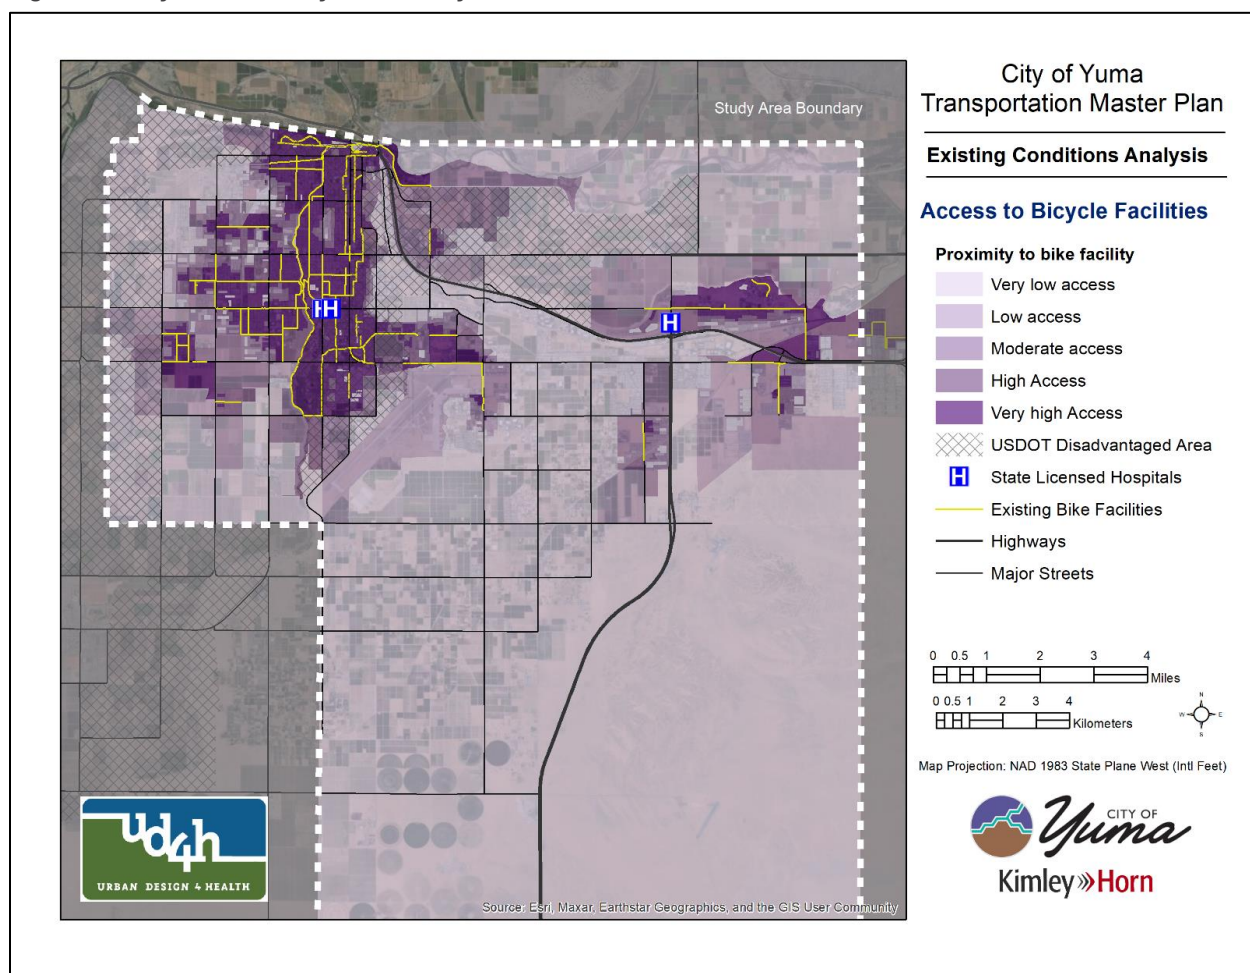 City of Yuma
Transportation Master Plan
Existing Conditions Analysis
Access to Bicycle Facilities
Proximity to bike facility
Very low access
Low access
Moderate access
High Access
Very high Access
USDOT Disadvantaged Area
H State Licensed Hospitals
Existing Bike Facilities
Highways
Major Streets
0 0.5 1 2 3 4
Miles
0 0.5 1 2 3 4
Kilometers
N
W E
S
Map Projection: NAD 1983 State Plane West (Intl Feet)
CITY OF
Yuma
Kimley»Horn
Study Area Boundary
H H
H
ud4h
URBAN DESIGN 4 HEALTH
Source: Esri, Maxar, Earthstar Geographics, and the GIS User Community